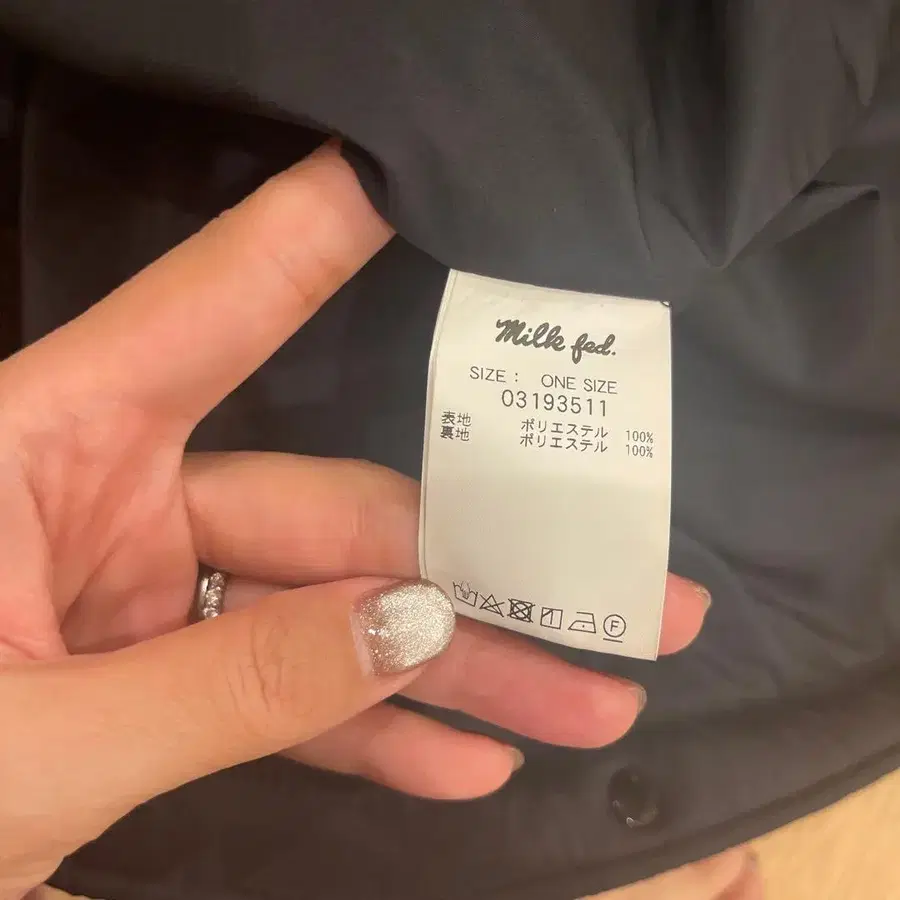 Milk fed.
SIZE : ONE SIZE
03193511
表地 ポリエステル 100%
裏地 ポリエステル 100%
F